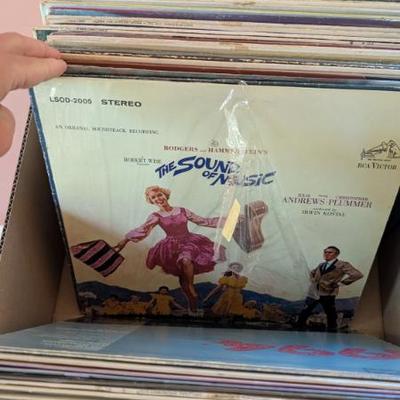 LSOD-2005 STEREO
AN ORIGINAL SOUNDTRACK RECORDING
RODGERS AND HAMMERSTEIN'S
ROBERT WISE
THE SOUND
OF MUSIC
RCA VICTOR
JULIE CHRISTOPHER
ANDREWS PLUMMER
IRWIN KOSTAL